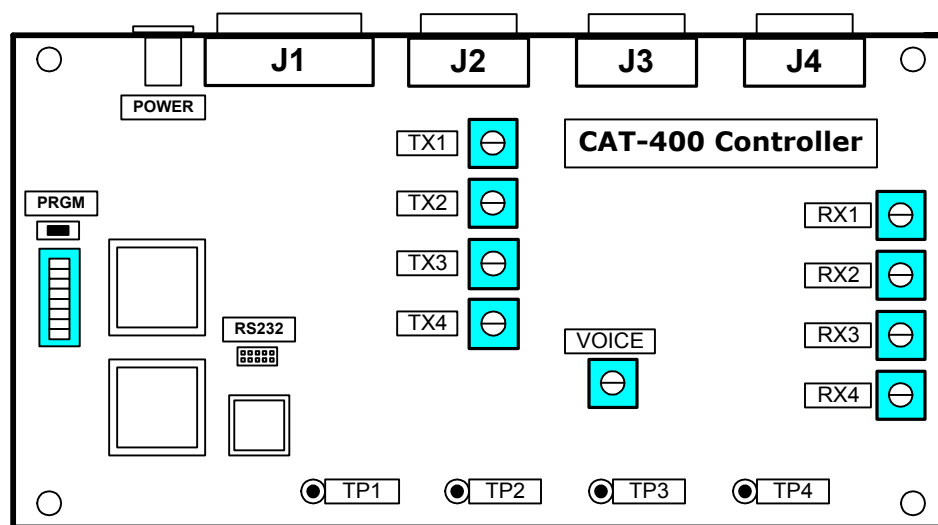 J1
J2
J3
J4
POWER
TX1
CAT-400 Controller
TX2
PRGM
RX1
TX3
RX2
TX4
RS232
RX3
VOICE
RX4
TP1
TP2
TP3
TP4